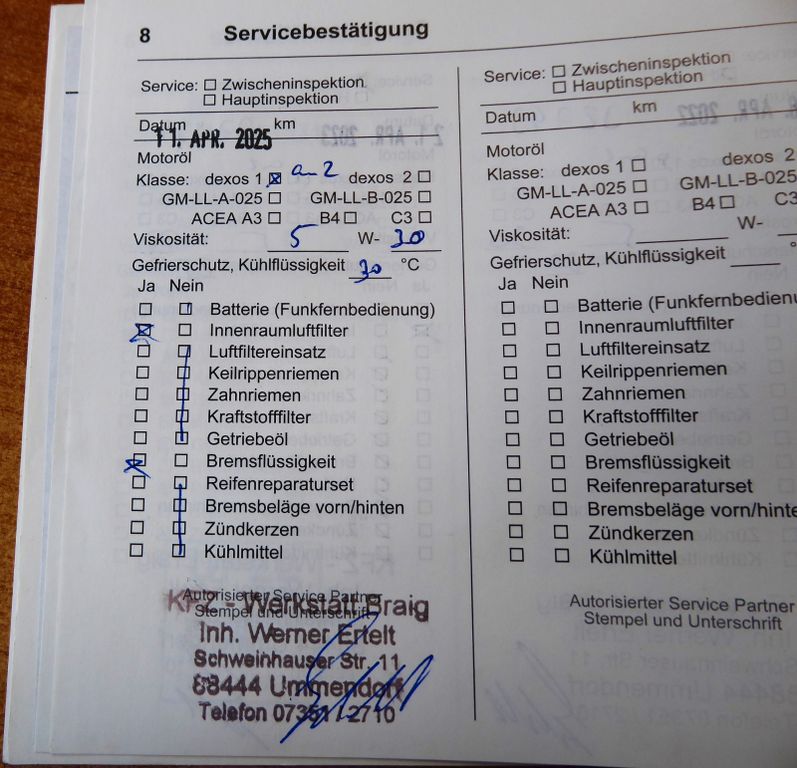 8 Servicebestätigung
Service: ☐ Zwischeninspektion
☐ Hauptinspektion
Datum km
11. APR. 2025
Motoröl
Klasse: dexos 1 ☒ dexos 2 ☐
GM-LL-A-025 ☐ GM-LL-B-025 ☐
ACEA A3 ☐ B4 ☐ C3 ☐
Viskosität: 5 W- 30
Gefrierschutz, Kühlflüssigkeit 30 °C
Ja Nein
☐ ☐ Batterie (Funkfernbedienung)
☒ ☐ Innenraumluftfilter
☐ ☐ Luftfiltereinsatz
☐ ☐ Keilrippenriemen
☐ ☐ Zahnriemen
☐ ☐ Kraftstofffilter
☐ ☐ Getriebeöl
☒ ☐ Bremsflüssigkeit
☐ ☐ Reifenreparaturset
☐ ☐ Bremsbeläge vorn/hinten
☐ ☐ Zündkerzen
☐ ☐ Kühlmittel
Autorisierter Service Partner
Stempel und Unterschrift
KFZ - Werkstatt Braig
Inh. Werner Ertelt
Schweinhauser Str. 11
88444 Ummendorf
Telefon 07351 / 2710
Service: ☐ Zwischeninspektion
☐ Hauptinspektion
Datum km
Motoröl
Klasse: dexos 1 ☐ dexos 2
GM-LL-A-025 ☐ GM-LL-B-025
ACEA A3 ☐ B4 ☐ C3
Viskosität: W-
Gefrierschutz, Kühlflüssigkeit °
Ja Nein
☐ ☐ Batterie (Funkfernbedienu
☐ ☐ Innenraumluftfilter
☐ ☐ Luftfiltereinsatz
☐ ☐ Keilrippenriemen
☐ ☐ Zahnriemen
☐ ☐ Kraftstofffilter
☐ ☐ Getriebeöl
☐ ☐ Bremsflüssigkeit
☐ ☐ Reifenreparaturset
☐ ☐ Bremsbeläge vorn/hinte
☐ ☐ Zündkerzen
☐ ☐ Kühlmittel
Autorisierter Service Partner
Stempel und Unterschrift